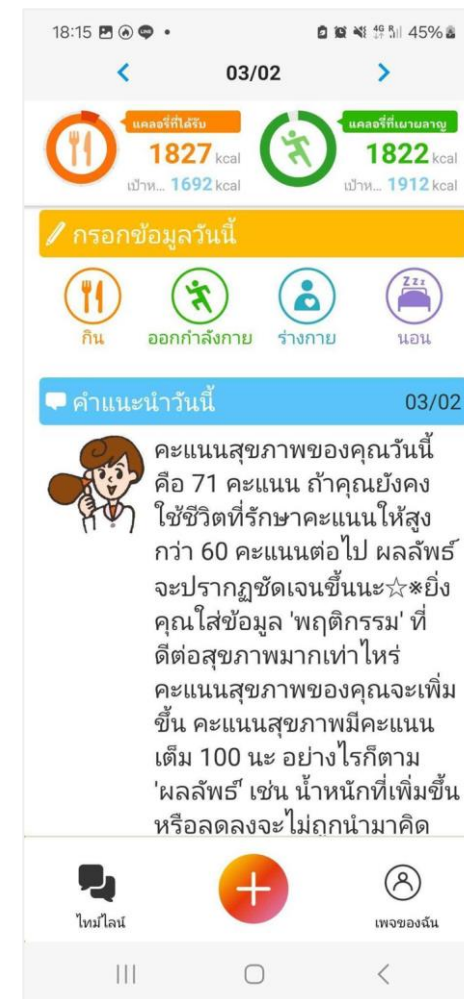 18:15
4G R 45%
03/02
แคลอรี่ที่ได้รับ
1827 kcal
เป้าห... 1692 kcal
แคลอรี่ที่เผาผลาญ
1822 kcal
เป้าห... 1912 kcal
กรอกข้อมูลวันนี้
กิน
ออกกำลังกาย
ร่างกาย
Zzz
นอน
คำแนะนำวันนี้ 03/02
คะแนนสุขภาพของคุณวันนี้
คือ 71 คะแนน ถ้าคุณยังคง
ใช้ชีวิตที่รักษาคะแนนให้สูง
กว่า 60 คะแนนต่อไป ผลลัพธ์
จะปรากฏชัดเจนขึ้นนะ☆※ยิ่ง
คุณใส่ข้อมูล 'พฤติกรรม' ที่
ดีต่อสุขภาพมากเท่าไหร่
คะแนนสุขภาพของคุณจะเพิ่ม
ขึ้น คะแนนสุขภาพมีคะแนน
เต็ม 100 นะ อย่างไรก็ตาม
'ผลลัพธ์' เช่น น้ำหนักที่เพิ่มขึ้น
หรือลดลงจะไม่ถูกนำมาคิด
ไทม์ไลน์
เพจของฉัน